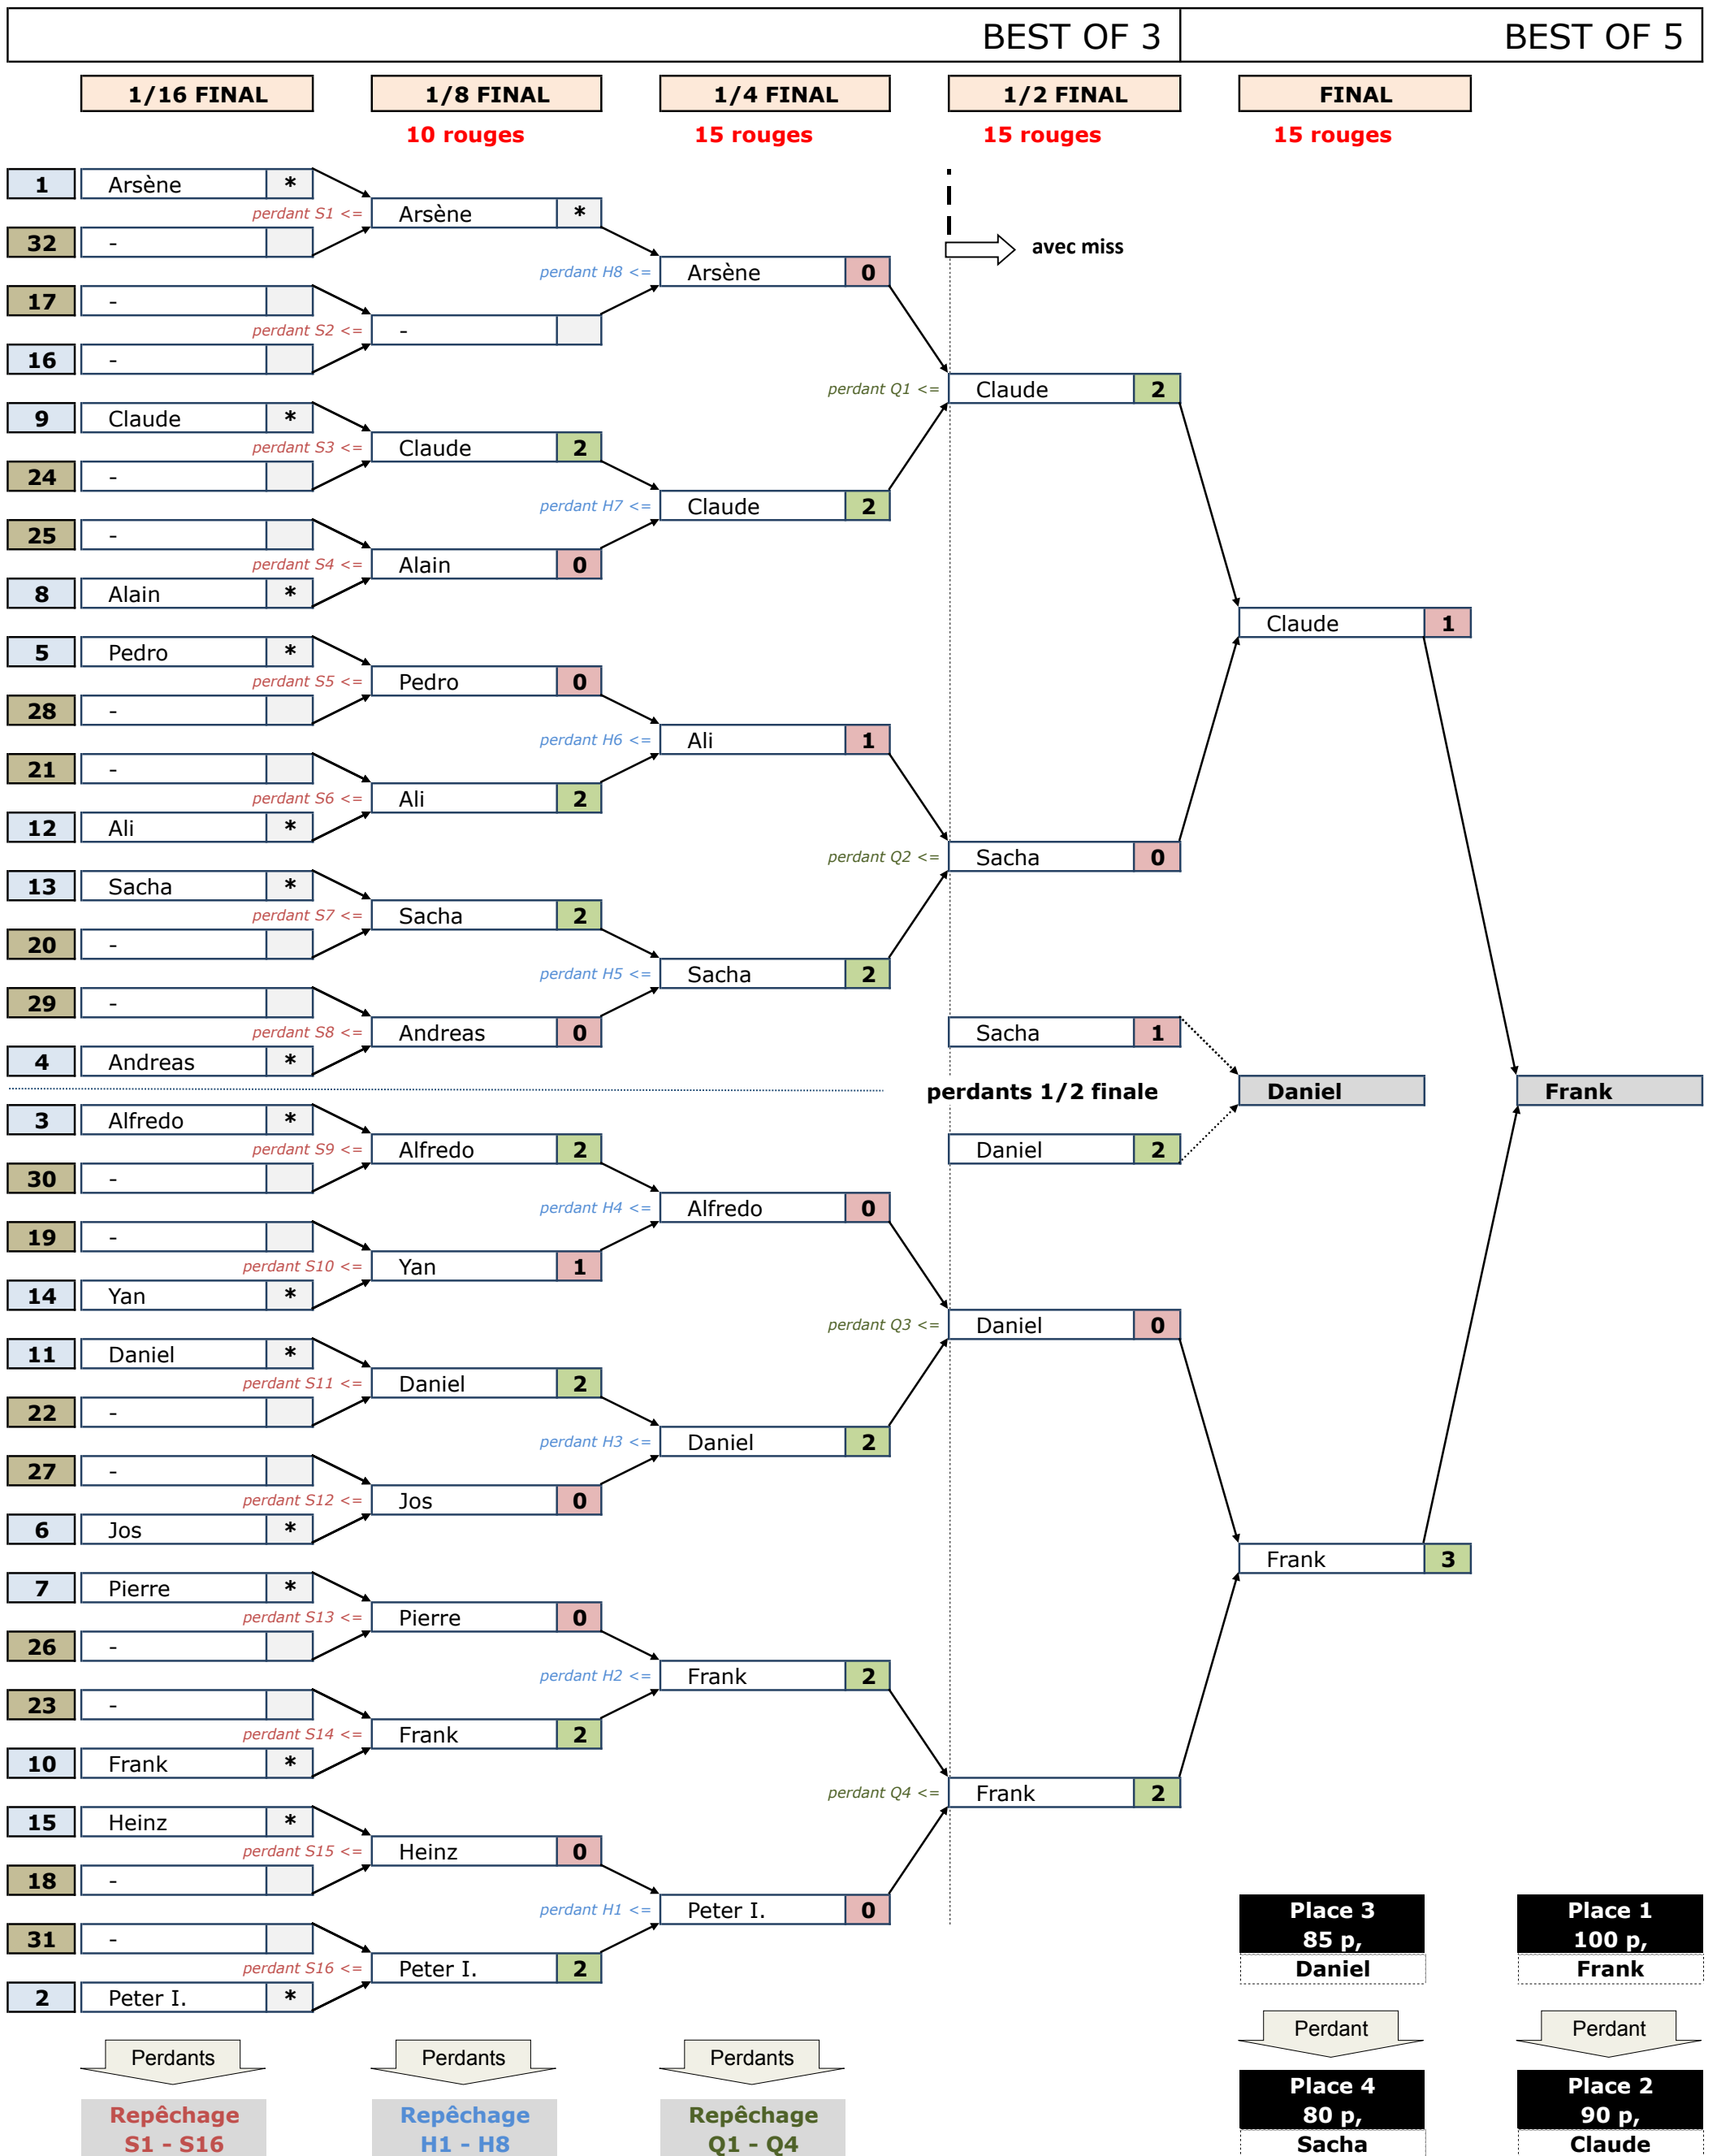 BEST OF 3 BEST OF 5
1/16 FINAL 1/8 FINAL 1/4 FINAL 1/2 FINAL FINAL
10 rouges 15 rouges 15 rouges 15 rouges
1 Arsène *
perdant S1 <= Arsène *
32 - avec miss
perdant H8 <= Arsène 0
17 -
perdant S2 <= -
16 -
perdant Q1 <= Claude 2
9 Claude *
perdant S3 <= Claude 2
24 -
perdant H7 <= Claude 2
25 -
perdant S4 <= Alain 0
8 Alain *
Claude 1
5 Pedro *
perdant S5 <= Pedro 0
28 -
perdant H6 <= Ali 1
21 -
perdant S6 <= Ali 2
12 Ali *
perdant Q2 <= Sacha 0
13 Sacha *
perdant S7 <= Sacha 2
20 -
perdant H5 <= Sacha 2
29 -
perdant S8 <= Andreas 0 Sacha 1
4 Andreas *
perdants 1/2 finale Daniel Frank
3 Alfredo *
perdant S9 <= Alfredo 2 Daniel 2
30 -
perdant H4 <= Alfredo 0
19 -
perdant S10 <= Yan 1
14 Yan *
perdant Q3 <= Daniel 0
11 Daniel *
perdant S11 <= Daniel 2
22 -
perdant H3 <= Daniel 2
27 -
perdant S12 <= Jos 0
6 Jos *
Frank 3
7 Pierre *
perdant S13 <= Pierre 0
26 -
perdant H2 <= Frank 2
23 -
perdant S14 <= Frank 2
10 Frank *
perdant Q4 <= Frank 2
15 Heinz *
perdant S15 <= Heinz 0
18 -
perdant H1 <= Peter I. 0 Place 3 Place 1
31 - 85 p, 100 p,
perdant S16 <= Peter I. 2 Daniel Frank
2 Peter I. *
Perdant Perdant
Perdants Perdants Perdants
Place 4 Place 2
Repêchage Repêchage Repêchage 80 p, 90 p,
S1 - S16 H1 - H8 Q1 - Q4 Sacha Claude